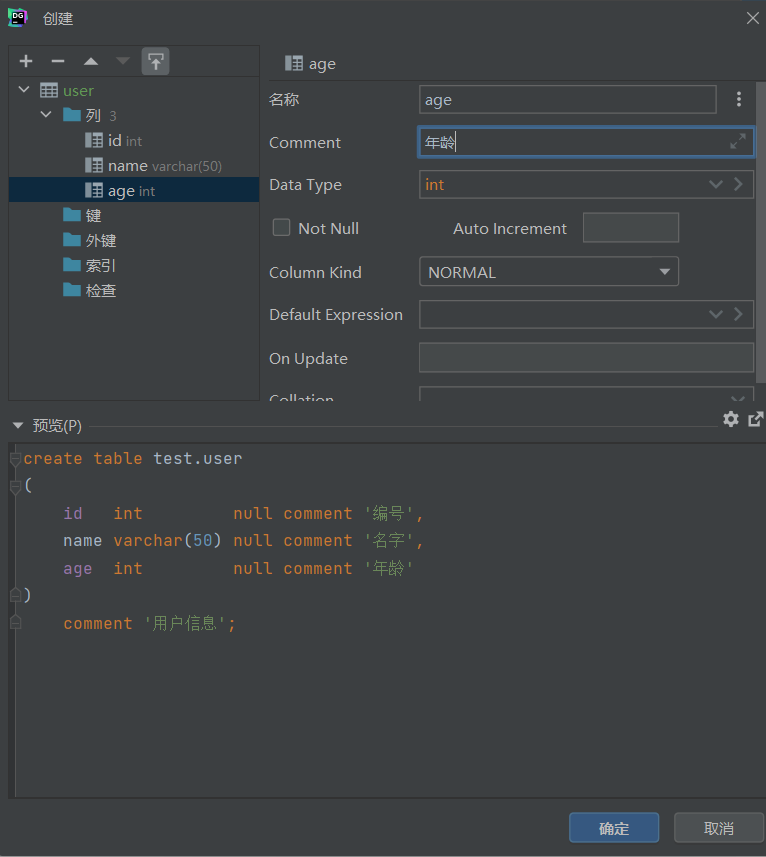 DG 创建
user
列 3
id int
name varchar(50)
age int
键
外键
索引
检查
age
名称 age
Comment 年龄
Data Type int
Not Null Auto Increment
Column Kind NORMAL
Default Expression
On Update
Collation
预览(P)
create table test.user
(
id int null comment '编号',
name varchar(50) null comment '名字',
age int null comment '年龄'
)
comment '用户信息';
确定 取消